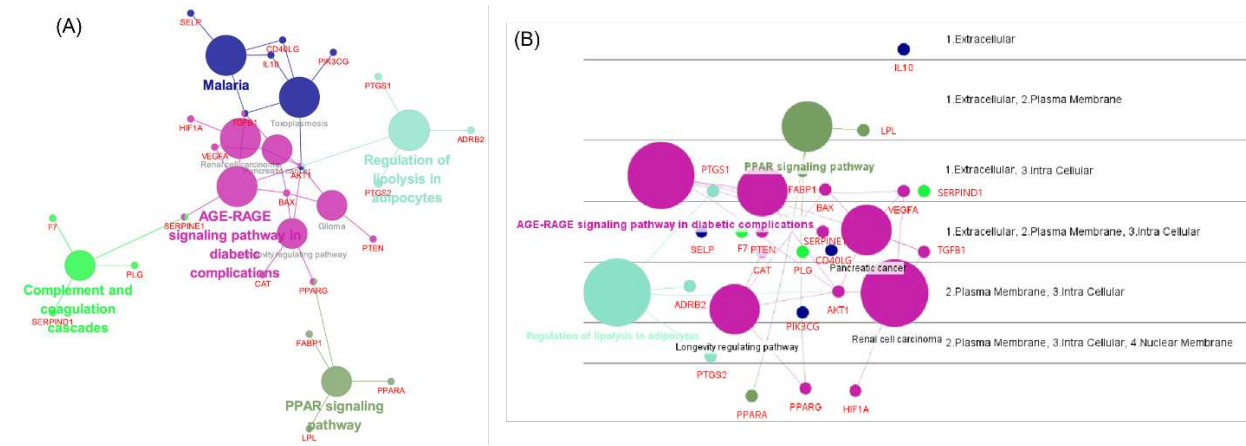 (A)
SELP
CD40LG
IL10
PIK3CG
Malaria
PTGS1
Toxoplasmosis
HIF1A
TGFB1
ADRB2
VEGFA
Renal cell carcinoma
Pancreatic cancer
Regulation of
lipolysis in
adipocytes
AKT1
PTGS2
BAX
AGE-RAGE
signaling pathway in
diabetic
complications
Glioma
SERPINE1
F7
PTEN
PLG
CAT
PPARG
Complement and
coagulation
cascades
SERPIND1
FABP1
PPARA
PPAR signaling
pathway
LPL
(B)
1.Extracellular
IL10
1.Extracellular, 2.Plasma Membrane
LPL
PPAR signaling pathway
PTGS1
1.Extracellular, 3.Intra Cellular
FABP1
SERPIND1
BAX
VEGFA
AGE-RAGE signaling pathway in diabetic complications
1.Extracellular, 2.Plasma Membrane, 3.Intra Cellular
SELP
F7
PTEN
SERPINE1
CD40LG
TGFB1
CAT
PLG
Pancreatic cancer
2.Plasma Membrane, 3.Intra Cellular
ADRB2
AKT1
PIK3CG
Regulation of lipolysis in adipocytes
Longevity regulating pathway
Renal cell carcinoma
2.Plasma Membrane, 3.Intra Cellular, 4.Nuclear Membrane
PTGS2
PPARA
PPARG
HIF1A